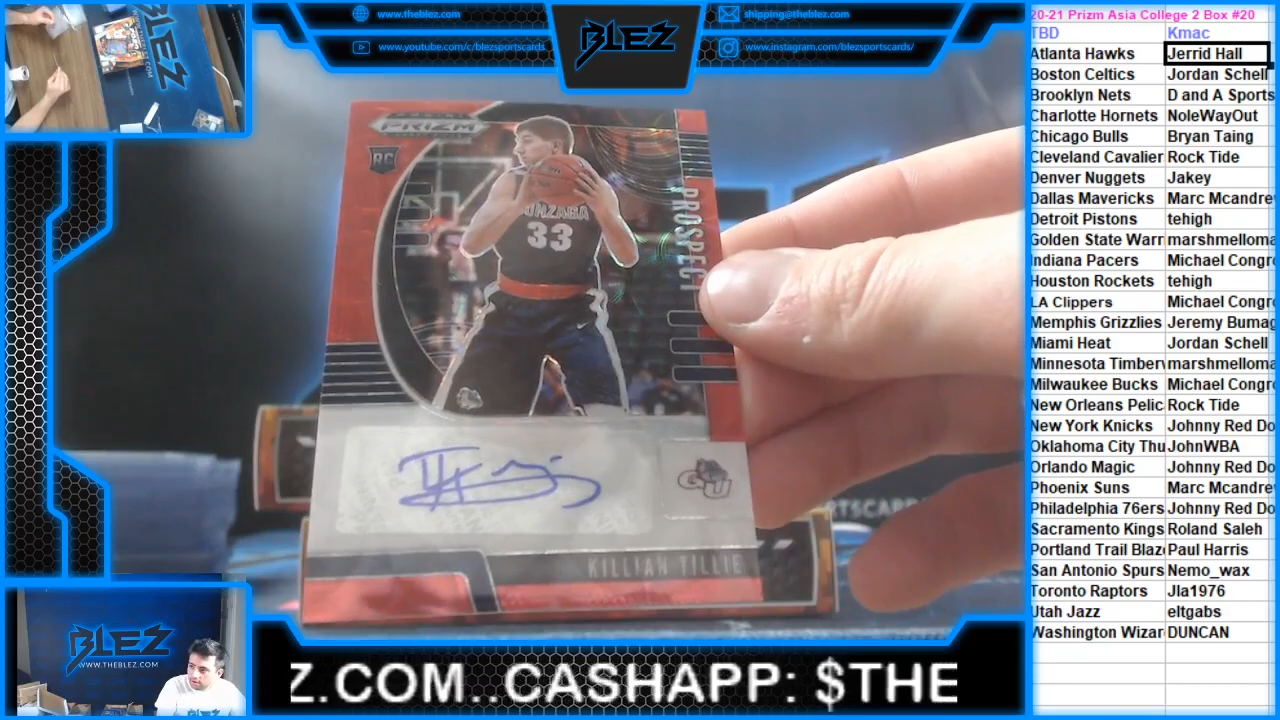 www.theblez.com
www.youtube.com/c/blezsportscards
BLEZ
shipping@theblez.com
www.instagram.com/blezsportscards/
PRIZM
RC
GONZAGA
33
PROSPECT
GU
KILLIAN TILLIE
RTSCARDS
BLEZ
WWW.THEBLEZ.COM
Z.COM..CASHAPP: $THE
20-21 Prizm Asia College 2 Box #20
TBD Kmac
Atlanta Hawks Jerrid Hall
Boston Celtics Jordan Schell
Brooklyn Nets D and A Sports
Charlotte Hornets NoleWayOut
Chicago Bulls Bryan Taing
Cleveland Cavalier Rock Tide
Denver Nuggets Jakey
Dallas Mavericks Marc Mcandre
Detroit Pistons tehigh
Golden State Warr marshmelloma
Indiana Pacers Michael Congr
Houston Rockets tehigh
LA Clippers Michael Congr
Memphis Grizzlies Jeremy Bumag
Miami Heat Jordan Schell
Minnesota Timberv marshmelloma
Milwaukee Bucks Michael Congr
New Orleans Pelic Rock Tide
New York Knicks Johnny Red Do
Oklahoma City Thu JohnWBA
Orlando Magic Johnny Red Do
Phoenix Suns Marc Mcandre
Philadelphia 76ers Johnny Red Do
Sacramento Kings Roland Saleh
Portland Trail Blaz Paul Harris
San Antonio Spurs Nemo_wax
Toronto Raptors Jla1976
Utah Jazz eltgabs
Washington Wizar DUNCAN